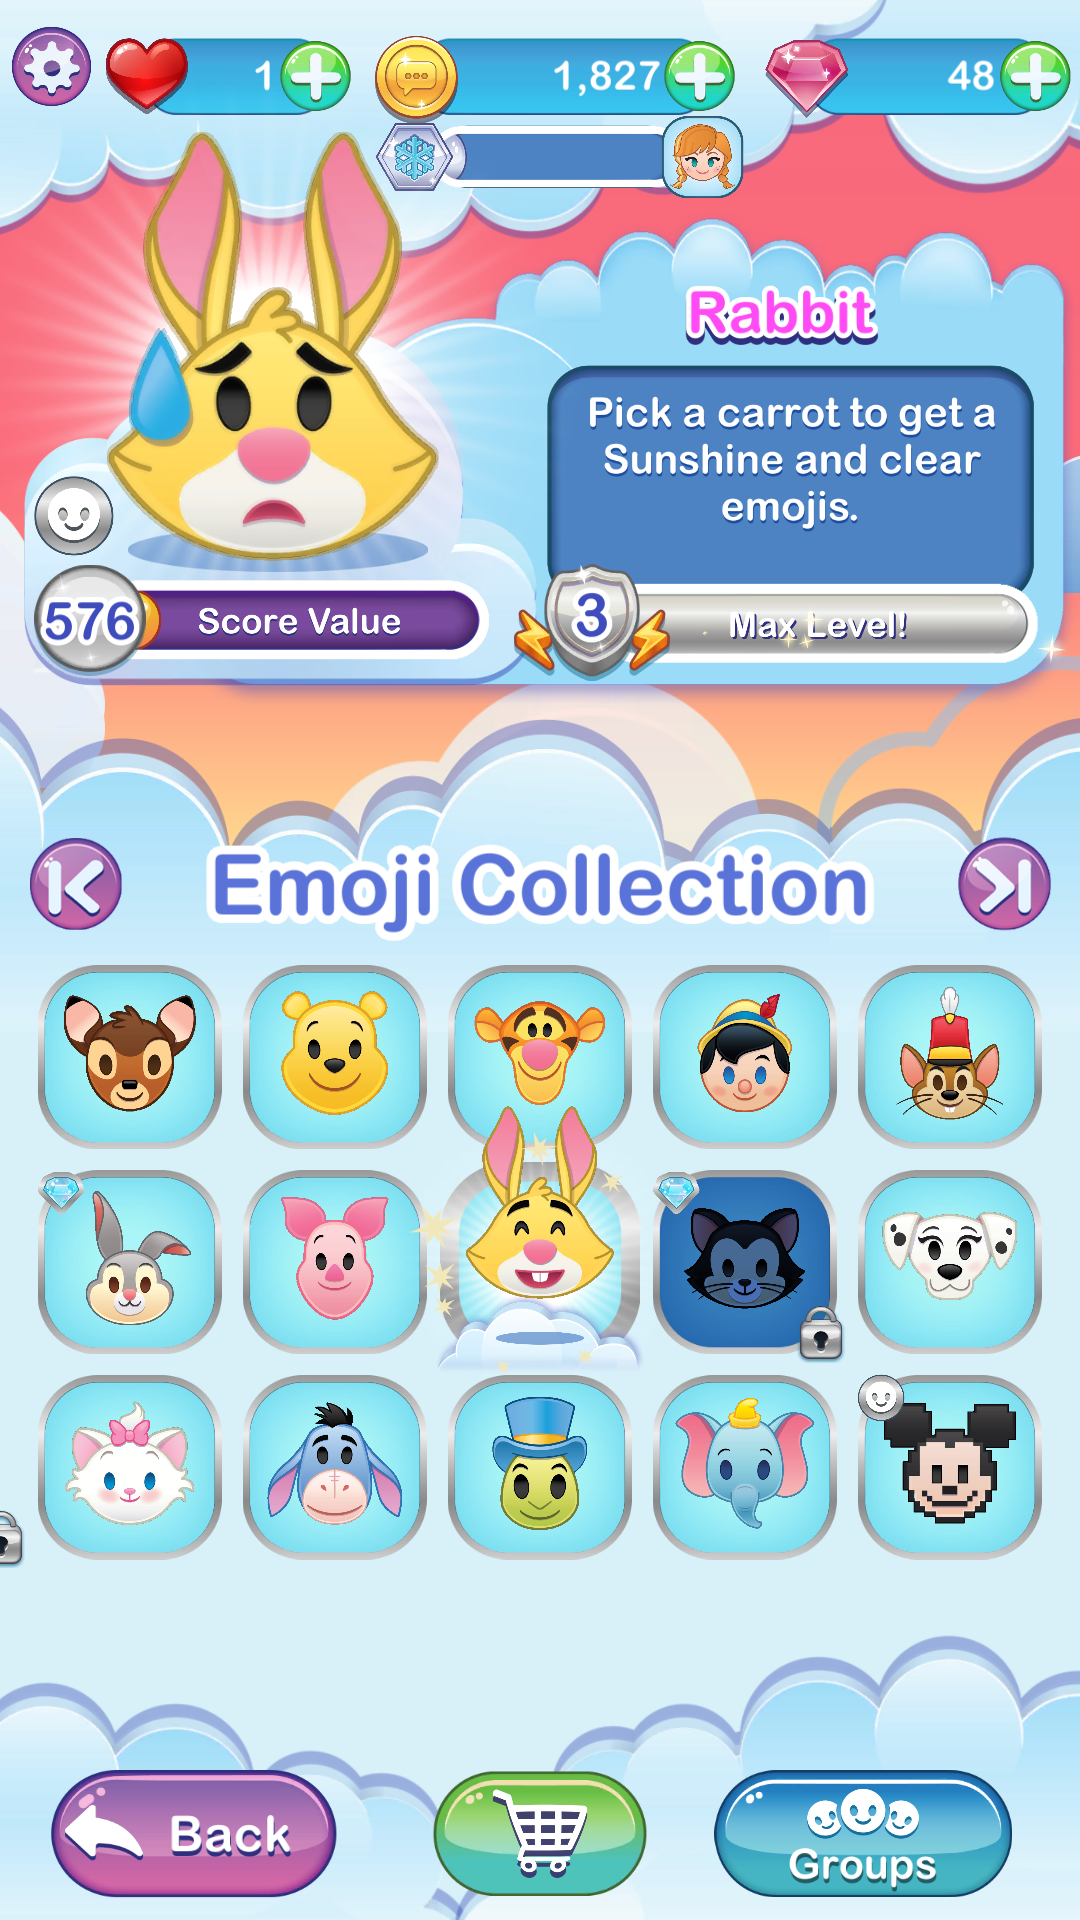 1
1,827
48
Rabbit
Pick a carrot to get a
Sunshine and clear
emojis.
576
Score Value
3
Max Level!
Emoji Collection
Back
Groups